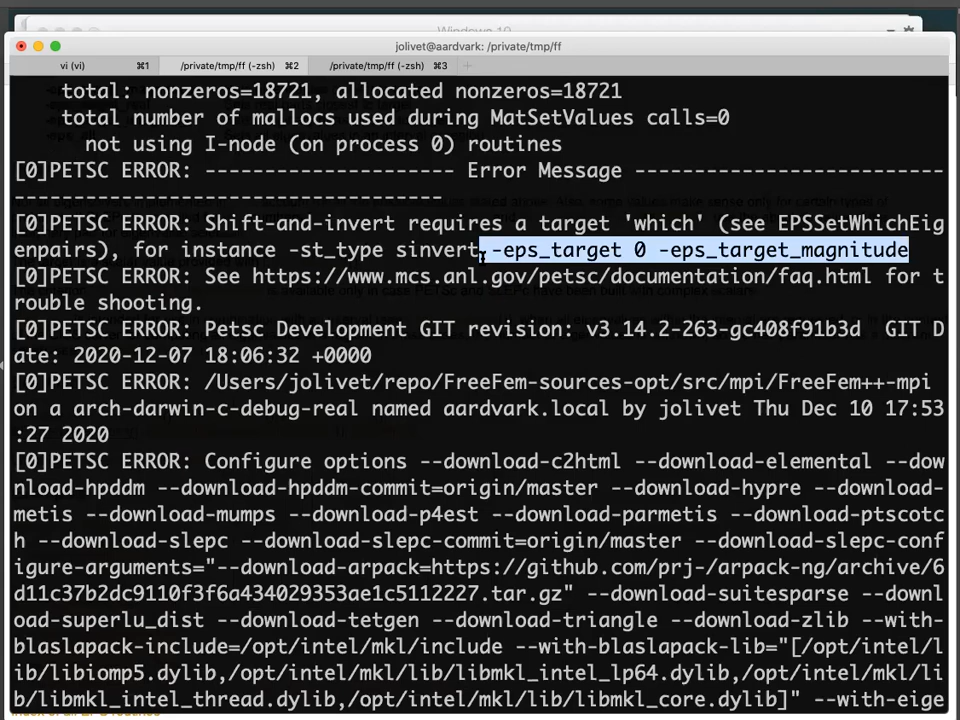 Windows 10
jolivet@aardvark: /private/tmp/ff
vi (vi) ⌘1 /private/tmp/ff (-zsh) ⌘2 /private/tmp/ff (-zsh) ⌘3 +
total: nonzeros=18721, allocated nonzeros=18721
total number of mallocs used during MatSetValues calls=0
not using I-node (on process 0) routines
[0]PETSC ERROR: --------------------- Error Message --------------------------
------------------------------------
[0]PETSC ERROR: Shift-and-invert requires a target 'which' (see EPSSetWhichEig
enpairs), for instance -st_type sinvert -eps_target 0 -eps_target_magnitude
[0]PETSC ERROR: See https://www.mcs.anl.gov/petsc/documentation/faq.html for t
rouble shooting.
[0]PETSC ERROR: Petsc Development GIT revision: v3.14.2-263-gc408f91b3d  GIT D
ate: 2020-12-07 18:06:32 +0000
[0]PETSC ERROR: /Users/jolivet/repo/FreeFem-sources-opt/src/mpi/FreeFem++-mpi
on a arch-darwin-c-debug-real named aardvark.local by jolivet Thu Dec 10 17:53
:27 2020
[0]PETSC ERROR: Configure options --download-c2html --download-elemental --dow
nload-hpddm --download-hpddm-commit=origin/master --download-hypre --download-
metis --download-mumps --download-p4est --download-parmetis --download-ptscotc
h --download-slepc --download-slepc-commit=origin/master --download-slepc-conf
igure-arguments="--download-arpack=https://github.com/prj-/arpack-ng/archive/6
d11c37b2dc9110f3f6a434029353ae1c5112227.tar.gz" --download-suitesparse --downl
oad-superlu_dist --download-tetgen --download-triangle --download-zlib --with-
blaslapack-include=/opt/intel/mkl/include --with-blaslapack-lib="[/opt/intel/l
ib/libiomp5.dylib,/opt/intel/mkl/lib/libmkl_intel_lp64.dylib,/opt/intel/mkl/li
b/libmkl_intel_thread.dylib,/opt/intel/mkl/lib/libmkl_core.dylib]" --with-eige